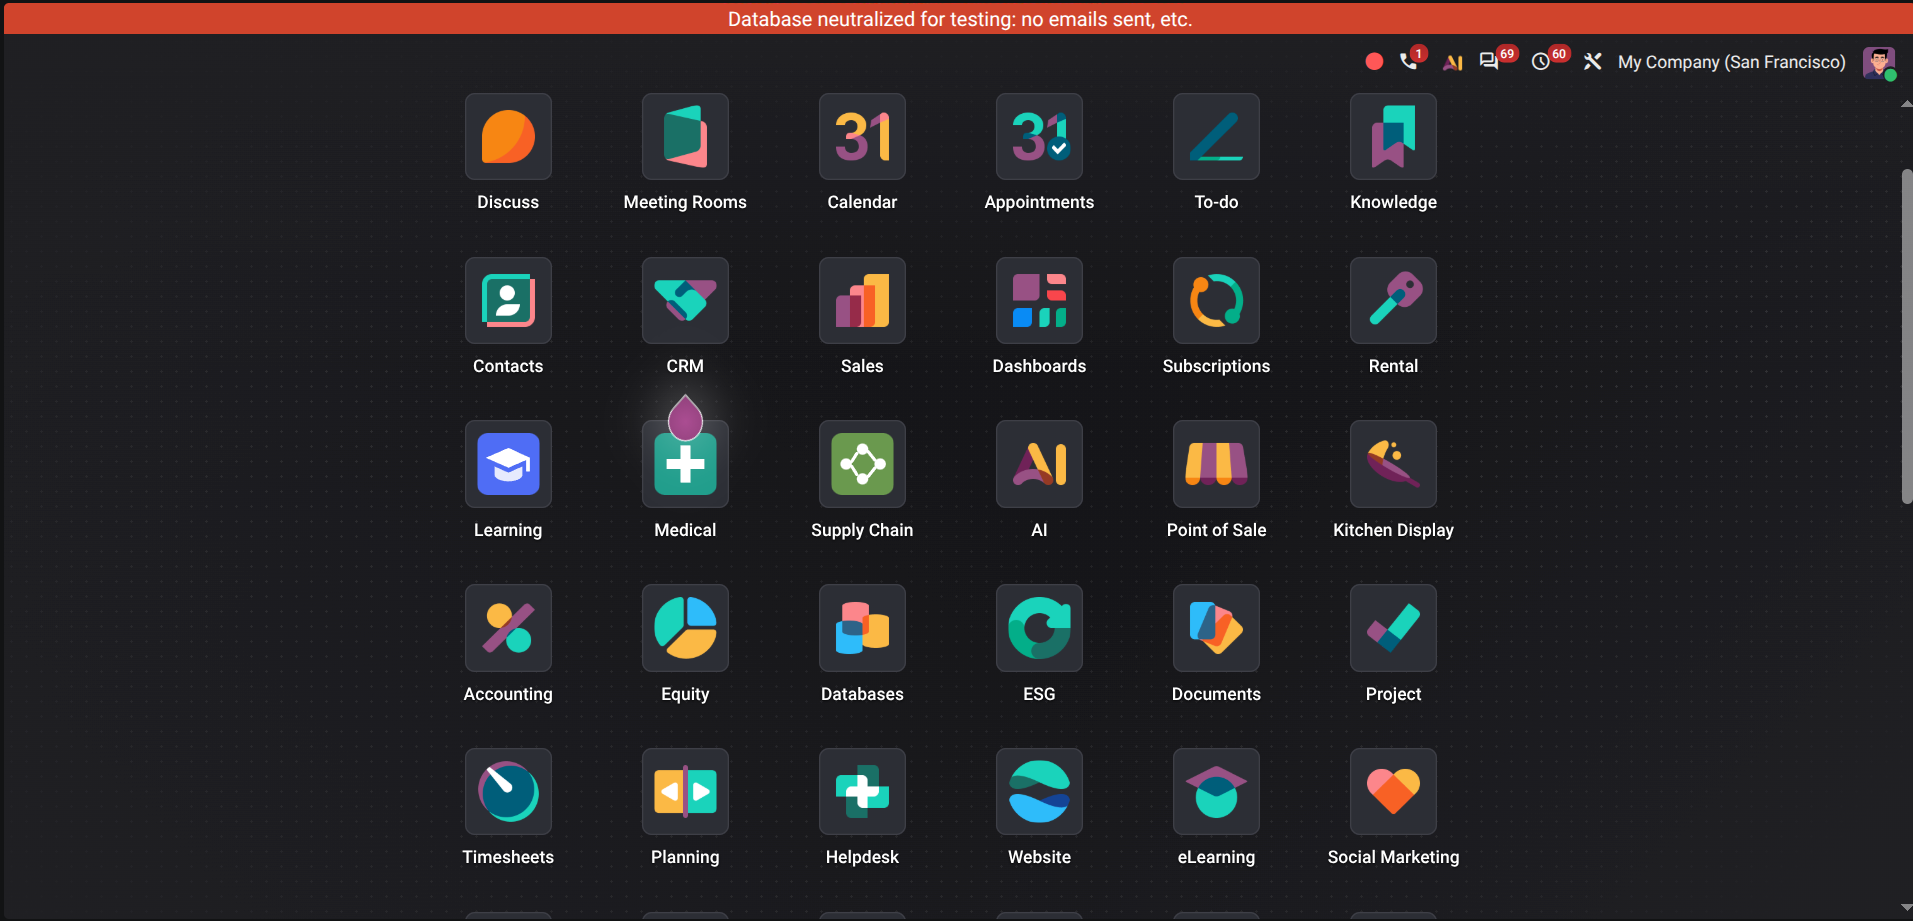 Database neutralized for testing: no emails sent, etc.
1
AI
69
60
My Company (San Francisco)
31
31
Discuss
Meeting Rooms
Calendar
Appointments
To-do
Knowledge
Contacts
CRM
Sales
Dashboards
Subscriptions
Rental
AI
Learning
Medical
Supply Chain
AI
Point of Sale
Kitchen Display
Accounting
Equity
Databases
ESG
Documents
Project
Timesheets
Planning
Helpdesk
Website
eLearning
Social Marketing